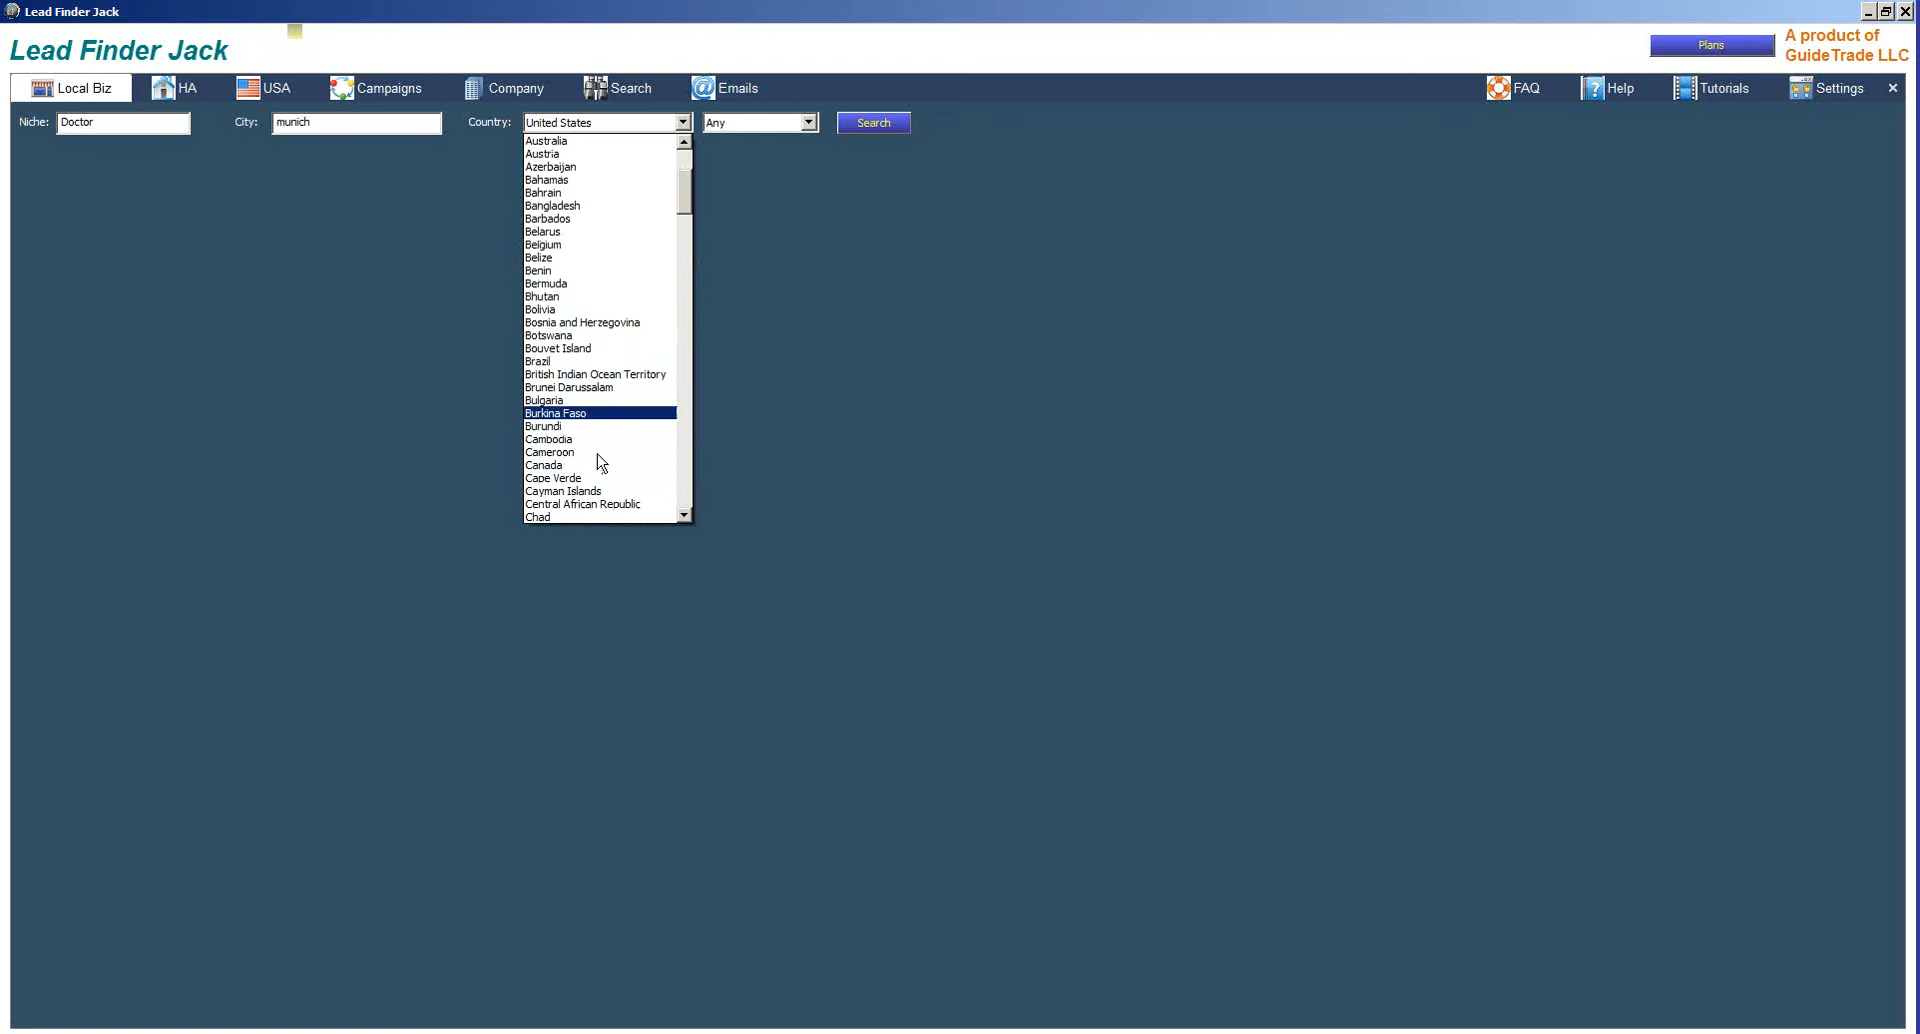 Lead Finder Jack
Lead Finder Jack
Plans
A product of
GuideTrade LLC
Local Biz HA USA Campaigns Company Search Emails FAQ Help Tutorials Settings
Niche: Doctor City: munich Country: United States Any Search
Australia
Austria
Azerbaijan
Bahamas
Bahrain
Bangladesh
Barbados
Belarus
Belgium
Belize
Benin
Bermuda
Bhutan
Bolivia
Bosnia and Herzegovina
Botswana
Bouvet Island
Brazil
British Indian Ocean Territory
Brunei Darussalam
Bulgaria
Burkina Faso
Burundi
Cambodia
Cameroon
Canada
Cape Verde
Cayman Islands
Central African Republic
Chad